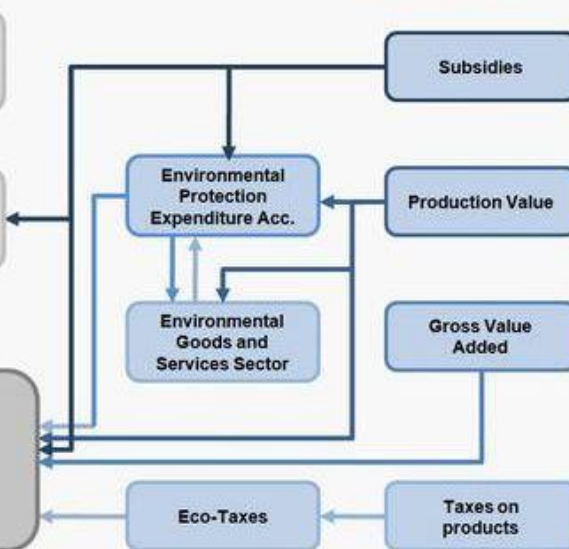 Subsidies
Environmental
Protection
Expenditure Acc.
Production Value
Environmental
Goods and
Services Sector
Gross Value
Added
Eco-Taxes
Taxes on
products